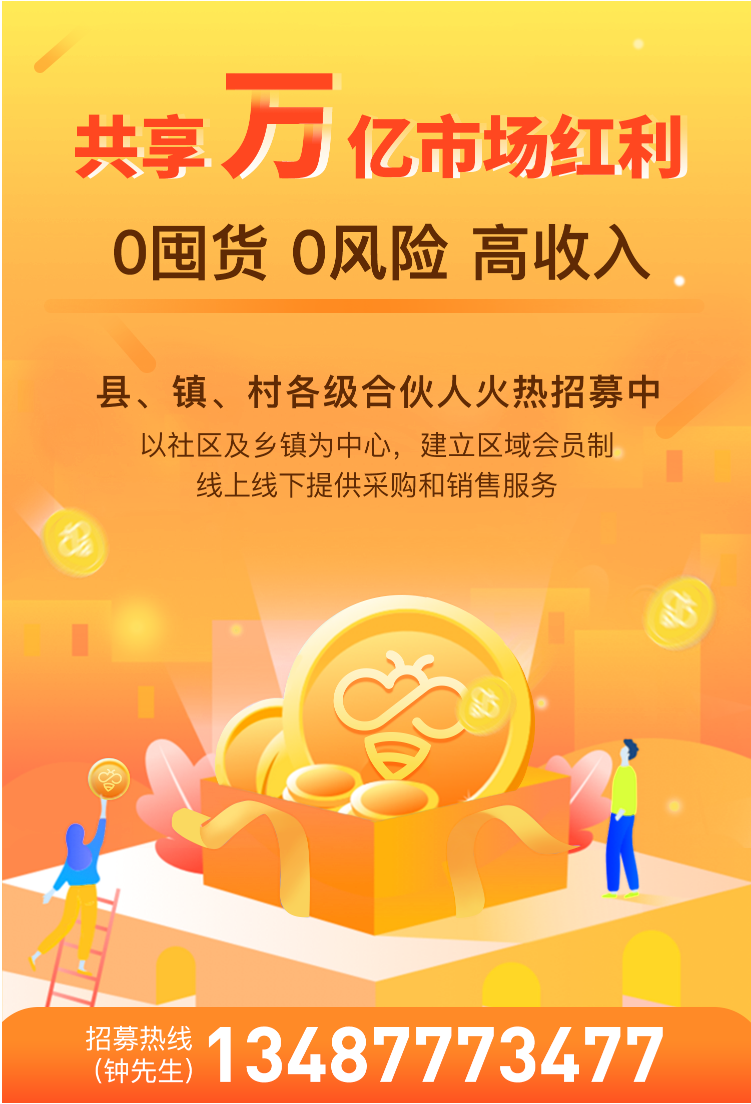 共享万亿市场红利
0囤货 0风险 高收入
县、镇、村各级合伙人火热招募中
以社区及乡镇为中心，建立区域会员制
线上线下提供采购和销售服务
招募热线
(钟先生)
13487773477